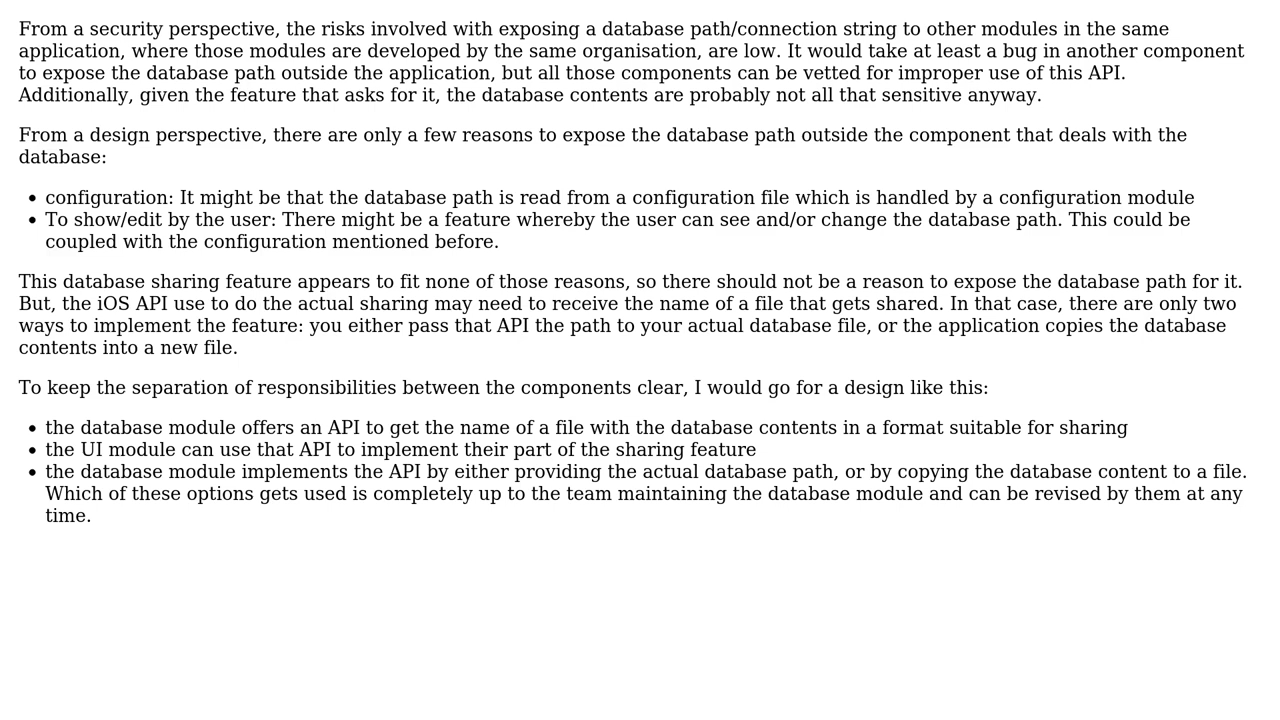 From a security perspective, the risks involved with exposing a database path/connection string to other modules in the same
application, where those modules are developed by the same organisation, are low. It would take at least a bug in another component
to expose the database path outside the application, but all those components can be vetted for improper use of this API.
Additionally, given the feature that asks for it, the database contents are probably not all that sensitive anyway.
From a design perspective, there are only a few reasons to expose the database path outside the component that deals with the
database:
• configuration: It might be that the database path is read from a configuration file which is handled by a configuration module
• To show/edit by the user: There might be a feature whereby the user can see and/or change the database path. This could be
coupled with the configuration mentioned before.
This database sharing feature appears to fit none of those reasons, so there should not be a reason to expose the database path for it.
But, the iOS API use to do the actual sharing may need to receive the name of a file that gets shared. In that case, there are only two
ways to implement the feature: you either pass that API the path to your actual database file, or the application copies the database
contents into a new file.
To keep the separation of responsibilities between the components clear, I would go for a design like this:
• the database module offers an API to get the name of a file with the database contents in a format suitable for sharing
• the UI module can use that API to implement their part of the sharing feature
• the database module implements the API by either providing the actual database path, or by copying the database content to a file.
Which of these options gets used is completely up to the team maintaining the database module and can be revised by them at any
time.